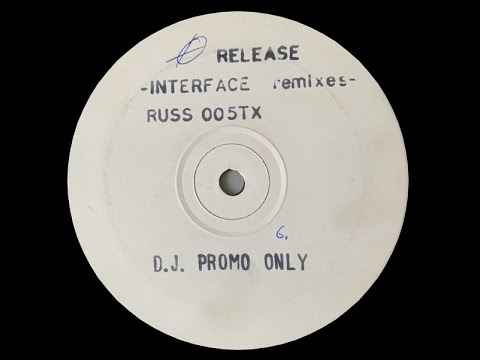 RELEASE
-INTERFACE remixes-
RUSS 005TX
6.
D.J. PROMO ONLY